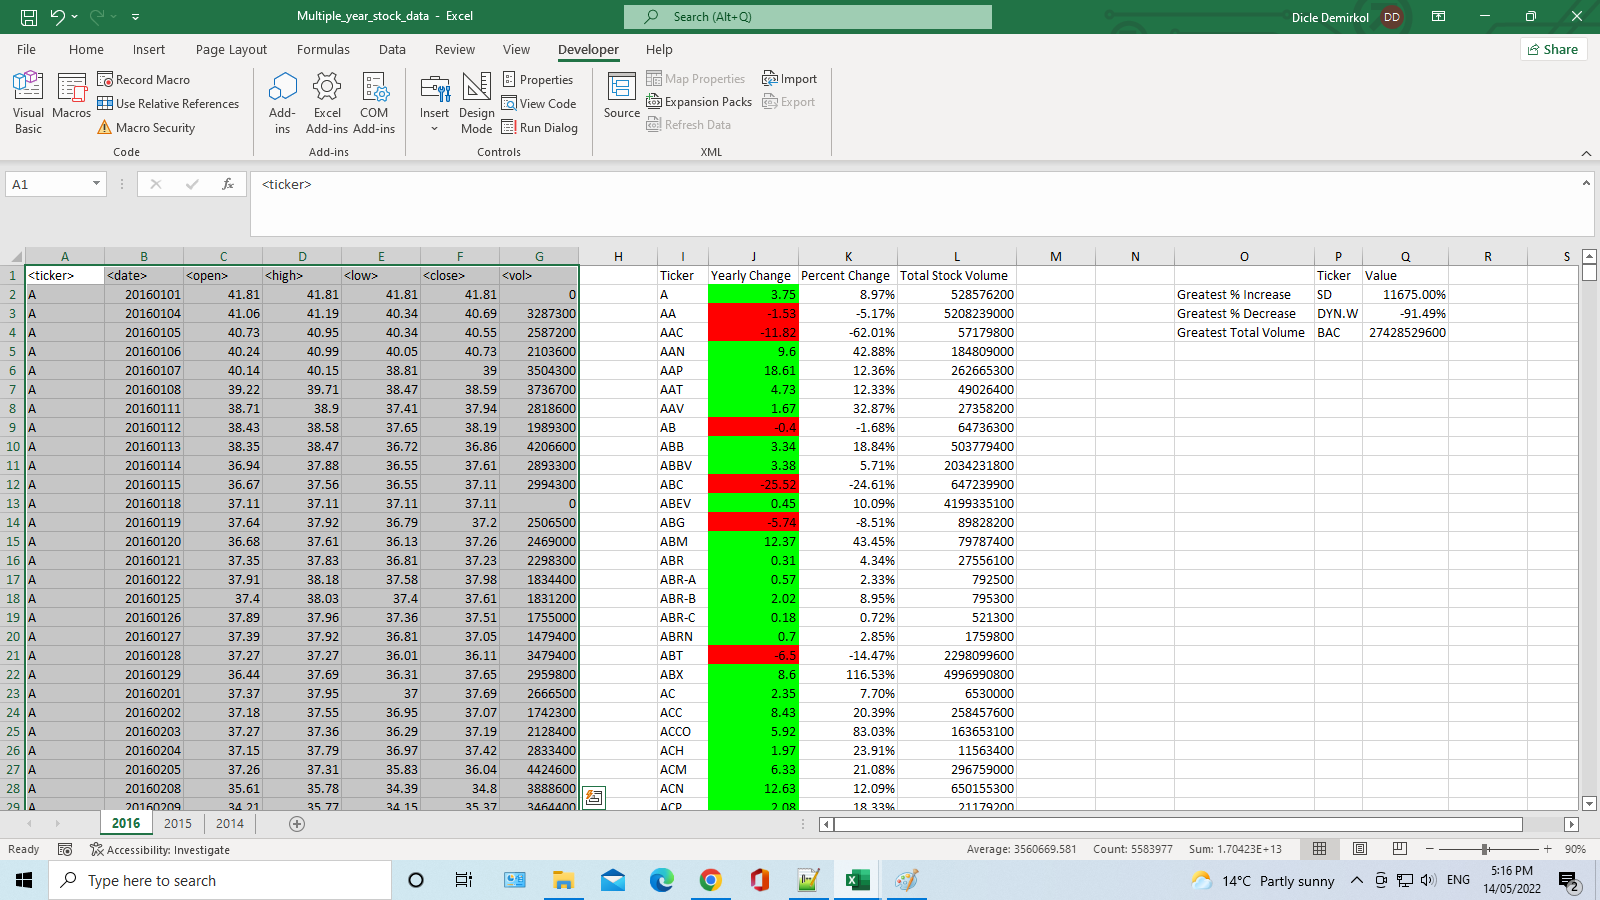 Multiple_year_stock_data - Excel
Search (Alt+Q)
Dicle Demirkol DD
File Home Insert Page Layout Formulas Data Review View Developer Help Share
Visual Basic
Macros
Record Macro
Use Relative References
Macro Security
Code
Add-ins
Excel Add-ins
COM Add-ins
Add-ins
Insert
Design Mode
Properties
View Code
Run Dialog
Controls
Source
Map Properties
Expansion Packs
Refresh Data
Import
Export
XML
A1 fx <ticker>
A B C D E F G H I J K L M N O P Q R S
1 <ticker> <date> <open> <high> <low> <close> <vol> Ticker Yearly Change Percent Change Total Stock Volume Ticker Value
2 A 20160101 41.81 41.81 41.81 41.81 0 A 3.75 8.97% 528576200 Greatest % Increase SD 11675.00%
3 A 20160104 41.06 41.19 40.34 40.69 3287300 AA -1.53 -5.17% 5208239000 Greatest % Decrease DYN.W -91.49%
4 A 20160105 40.73 40.95 40.34 40.55 2587200 AAC -11.82 -62.01% 57179800 Greatest Total Volume BAC 27428529600
5 A 20160106 40.24 40.99 40.05 40.73 2103600 AAN 9.6 42.88% 184809000
6 A 20160107 40.14 40.15 38.81 39 3504300 AAP 18.61 12.36% 262665300
7 A 20160108 39.22 39.71 38.47 38.59 3736700 AAT 4.73 12.33% 49026400
8 A 20160111 38.71 38.9 37.41 37.94 2818600 AAV 1.67 32.87% 27358200
9 A 20160112 38.43 38.58 37.65 38.19 1989300 AB -0.4 -1.68% 64736300
10 A 20160113 38.35 38.47 36.72 36.86 4206600 ABB 3.34 18.84% 503779400
11 A 20160114 36.94 37.88 36.55 37.61 2893300 ABBV 3.38 5.71% 2034231800
12 A 20160115 36.67 37.56 36.55 37.11 2994300 ABC -25.52 -24.61% 647239900
13 A 20160118 37.11 37.11 37.11 37.11 0 ABEV 0.45 10.09% 4199335100
14 A 20160119 37.64 37.92 36.79 37.2 2506500 ABG -5.74 -8.51% 89828200
15 A 20160120 36.68 37.61 36.13 37.26 2469000 ABM 12.37 43.45% 79787400
16 A 20160121 37.35 37.83 36.81 37.23 2298300 ABR 0.31 4.34% 27556100
17 A 20160122 37.91 38.18 37.58 37.98 1834400 ABR-A 0.57 2.33% 792500
18 A 20160125 37.4 38.03 37.4 37.61 1831200 ABR-B 2.02 8.95% 795300
19 A 20160126 37.89 37.96 37.36 37.51 1755000 ABR-C 0.18 0.72% 521300
20 A 20160127 37.39 37.92 36.81 37.05 1479400 ABRN 0.7 2.85% 1759800
21 A 20160128 37.27 37.27 36.01 36.11 3479400 ABT -6.5 -14.47% 2298099600
22 A 20160129 36.44 37.69 36.31 37.65 2959800 ABX 8.6 116.53% 4996990800
23 A 20160201 37.37 37.95 37 37.69 2666500 AC 2.35 7.70% 6530000
24 A 20160202 37.18 37.55 36.95 37.07 1742300 ACC 8.43 20.39% 258457600
25 A 20160203 37.27 37.36 36.29 37.19 2128400 ACCO 5.92 83.03% 163653100
26 A 20160204 37.15 37.79 36.97 37.42 2833400 ACH 1.97 23.91% 11563400
27 A 20160205 37.26 37.31 35.83 36.04 4424600 ACM 6.33 21.08% 296759000
28 A 20160208 35.61 35.78 34.39 34.8 3888600 ACN 12.63 12.09% 650155300
29 A 20160209 34.21 35.77 34.15 35.37 3464400 ACP 2.08 18.33% 21179200
2016 2015 2014
Ready Accessibility: Investigate Average: 3560669.581 Count: 5583977 Sum: 1.70423E+13 90%
Type here to search 14°C Partly sunny ENG 5:16 PM
14/05/2022 2